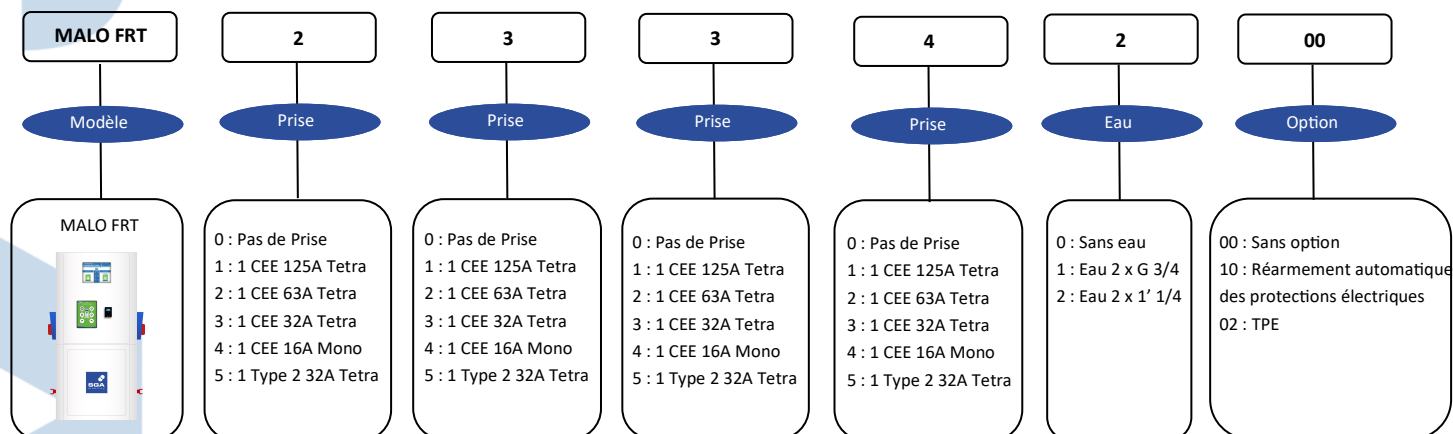 MALO FRT
2
3
3
4
2
00
Modèle
Prise
Prise
Prise
Prise
Eau
Option
MALO FRT
SGA
0 : Pas de Prise
1 : 1 CEE 125A Tetra
2 : 1 CEE 63A Tetra
3 : 1 CEE 32A Tetra
4 : 1 CEE 16A Mono
5 : 1 Type 2 32A Tetra
0 : Pas de Prise
1 : 1 CEE 125A Tetra
2 : 1 CEE 63A Tetra
3 : 1 CEE 32A Tetra
4 : 1 CEE 16A Mono
5 : 1 Type 2 32A Tetra
0 : Pas de Prise
1 : 1 CEE 125A Tetra
2 : 1 CEE 63A Tetra
3 : 1 CEE 32A Tetra
4 : 1 CEE 16A Mono
5 : 1 Type 2 32A Tetra
0 : Pas de Prise
1 : 1 CEE 125A Tetra
2 : 1 CEE 63A Tetra
3 : 1 CEE 32A Tetra
4 : 1 CEE 16A Mono
5 : 1 Type 2 32A Tetra
0 : Sans eau
1 : Eau 2 x G 3/4
2 : Eau 2 x 1’ 1/4
00 : Sans option
10 : Réarmement automatique
des protections électriques
02 : TPE